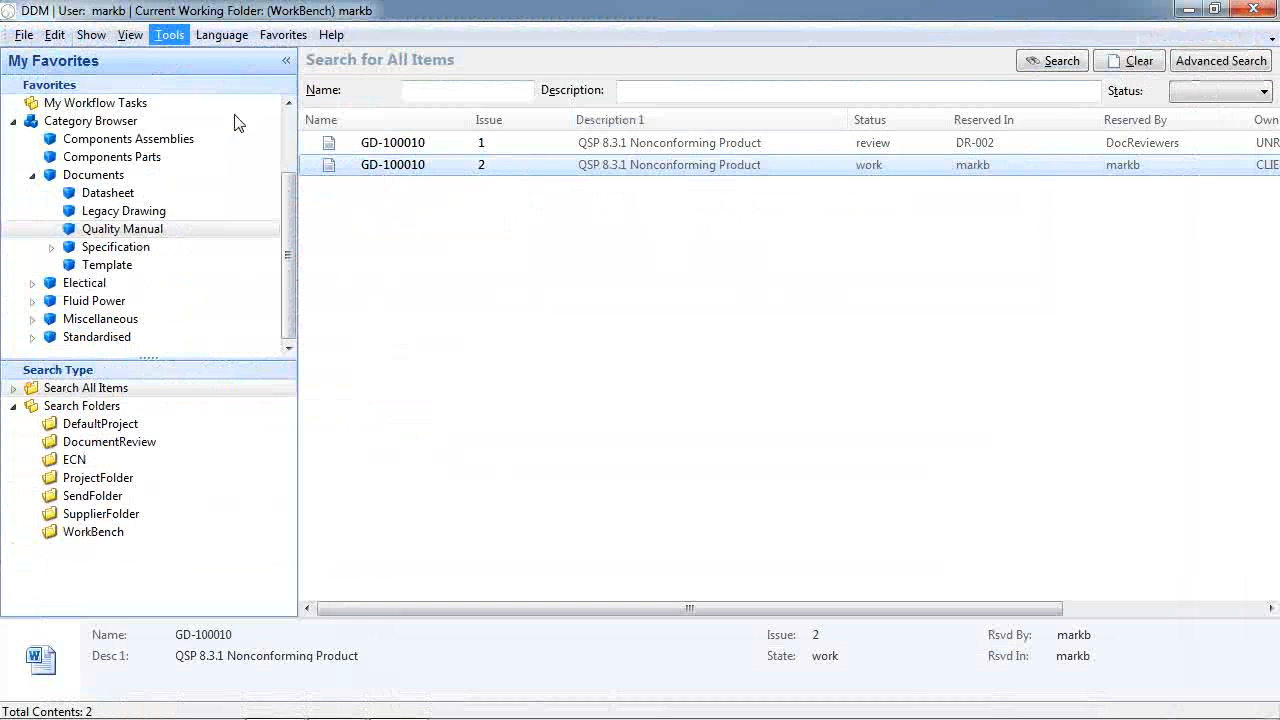 DDM | User: markb | Current Working Folder: (WorkBench) markb
File Edit Show View Tools Language Favorites Help
My Favorites «
Favorites
My Workflow Tasks
Category Browser
Components Assemblies
Components Parts
Documents
Datasheet
Legacy Drawing
Quality Manual
Specification
Template
Electical
Fluid Power
Miscellaneous
Standardised
Search Type
Search All Items
Search Folders
DefaultProject
DocumentReview
ECN
ProjectFolder
SendFolder
SupplierFolder
WorkBench
Search for All Items Search Clear Advanced Search
Name: Description: Status:
Name Issue Description 1 Status Reserved In Reserved By Own
GD-100010 1 QSP 8.3.1 Nonconforming Product review DR-002 DocReviewers UNR
GD-100010 2 QSP 8.3.1 Nonconforming Product work markb markb CLIE
Name: GD-100010 Issue: 2 Rsvd By: markb
Desc 1: QSP 8.3.1 Nonconforming Product State: work Rsvd In: markb
Total Contents: 2